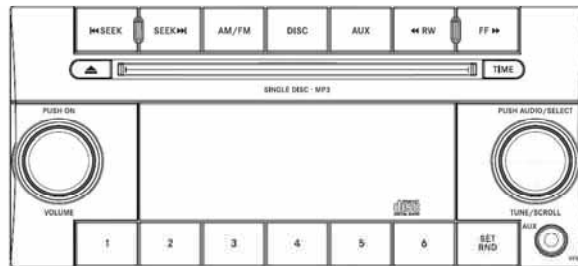 SEEK SEEK AM/FM DISC AUX RW FF
TIME
SINGLE DISC - MP3
PUSH ON PUSH AUDIO/SELECT
VOLUME TUNE/SCROLL
disc
AUX
1 2 3 4 5 6 SET RND